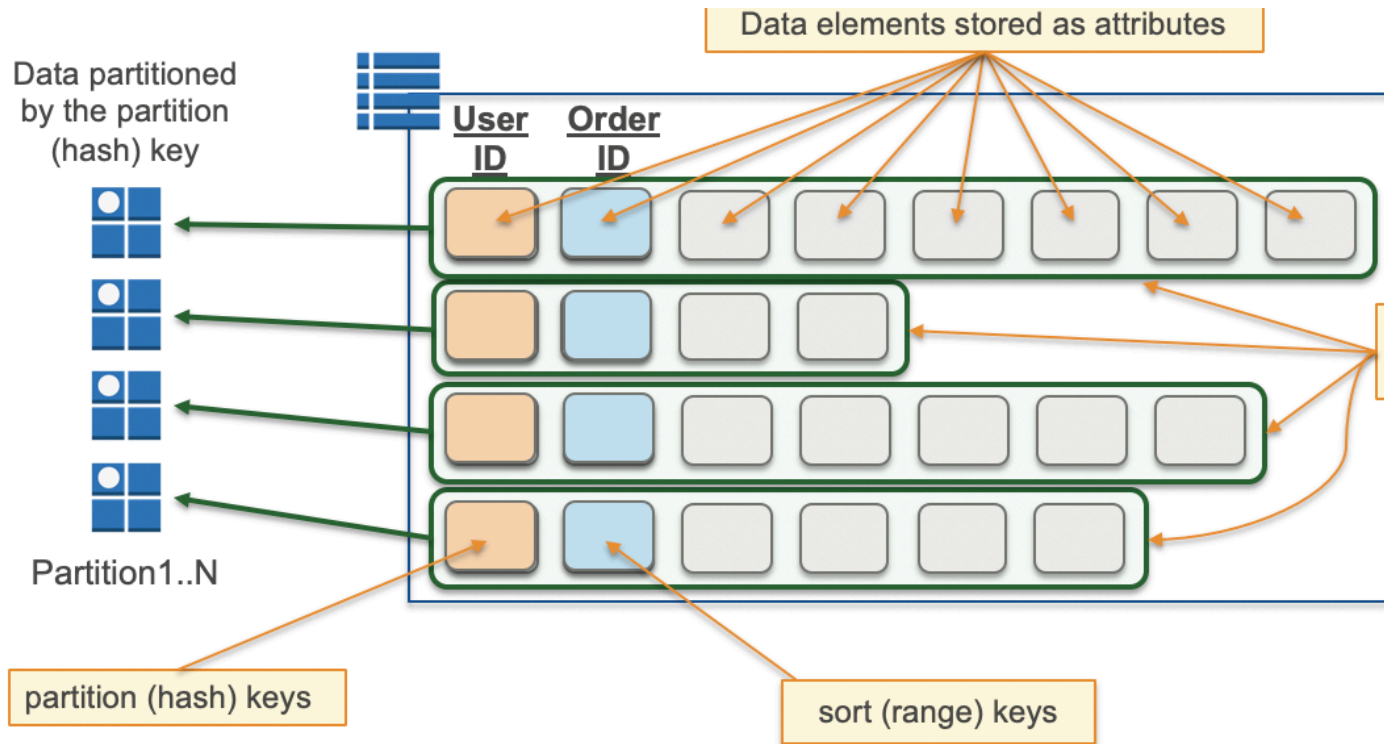 Data elements stored as attributes
Data partitioned
by the partition
(hash) key
User
ID
Order
ID
Partition1..N
partition (hash) keys
sort (range) keys